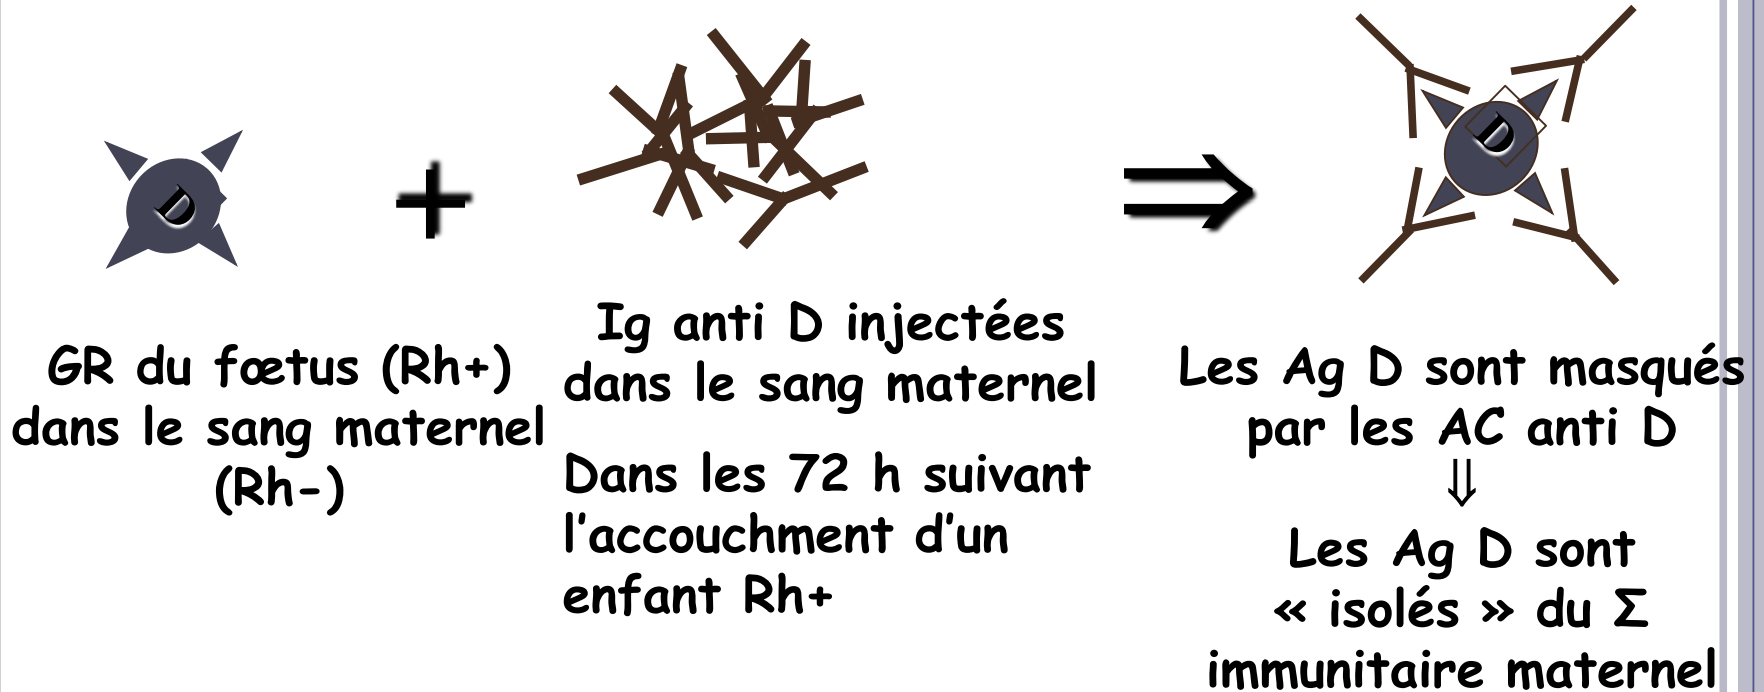 D
+
⇒
D
GR du fœtus (Rh+)
dans le sang maternel
(Rh-)
Ig anti D injectées
dans le sang maternel
Dans les 72 h suivant
l’accouchment d’un
enfant Rh+
Les Ag D sont masqués
par les AC anti D
⇓
Les Ag D sont
« isolés » du Σ
immunitaire maternel